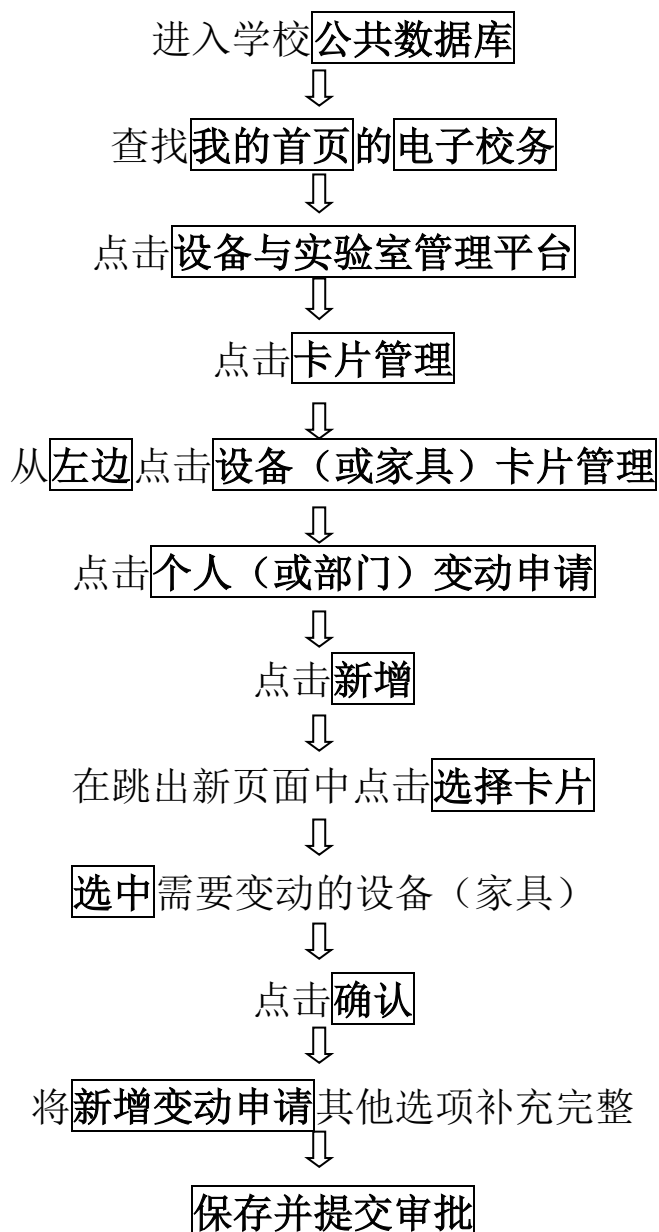 进入学校公共数据库
查找我的首页的电子校务
点击设备与实验室管理平台
点击卡片管理
从左边点击设备（或家具）卡片管理
点击个人（或部门）变动申请
点击新增
在跳出新页面中点击选择卡片
选中需要变动的设备（家具）
点击确认
将新增变动申请其他选项补充完整
保存并提交审批